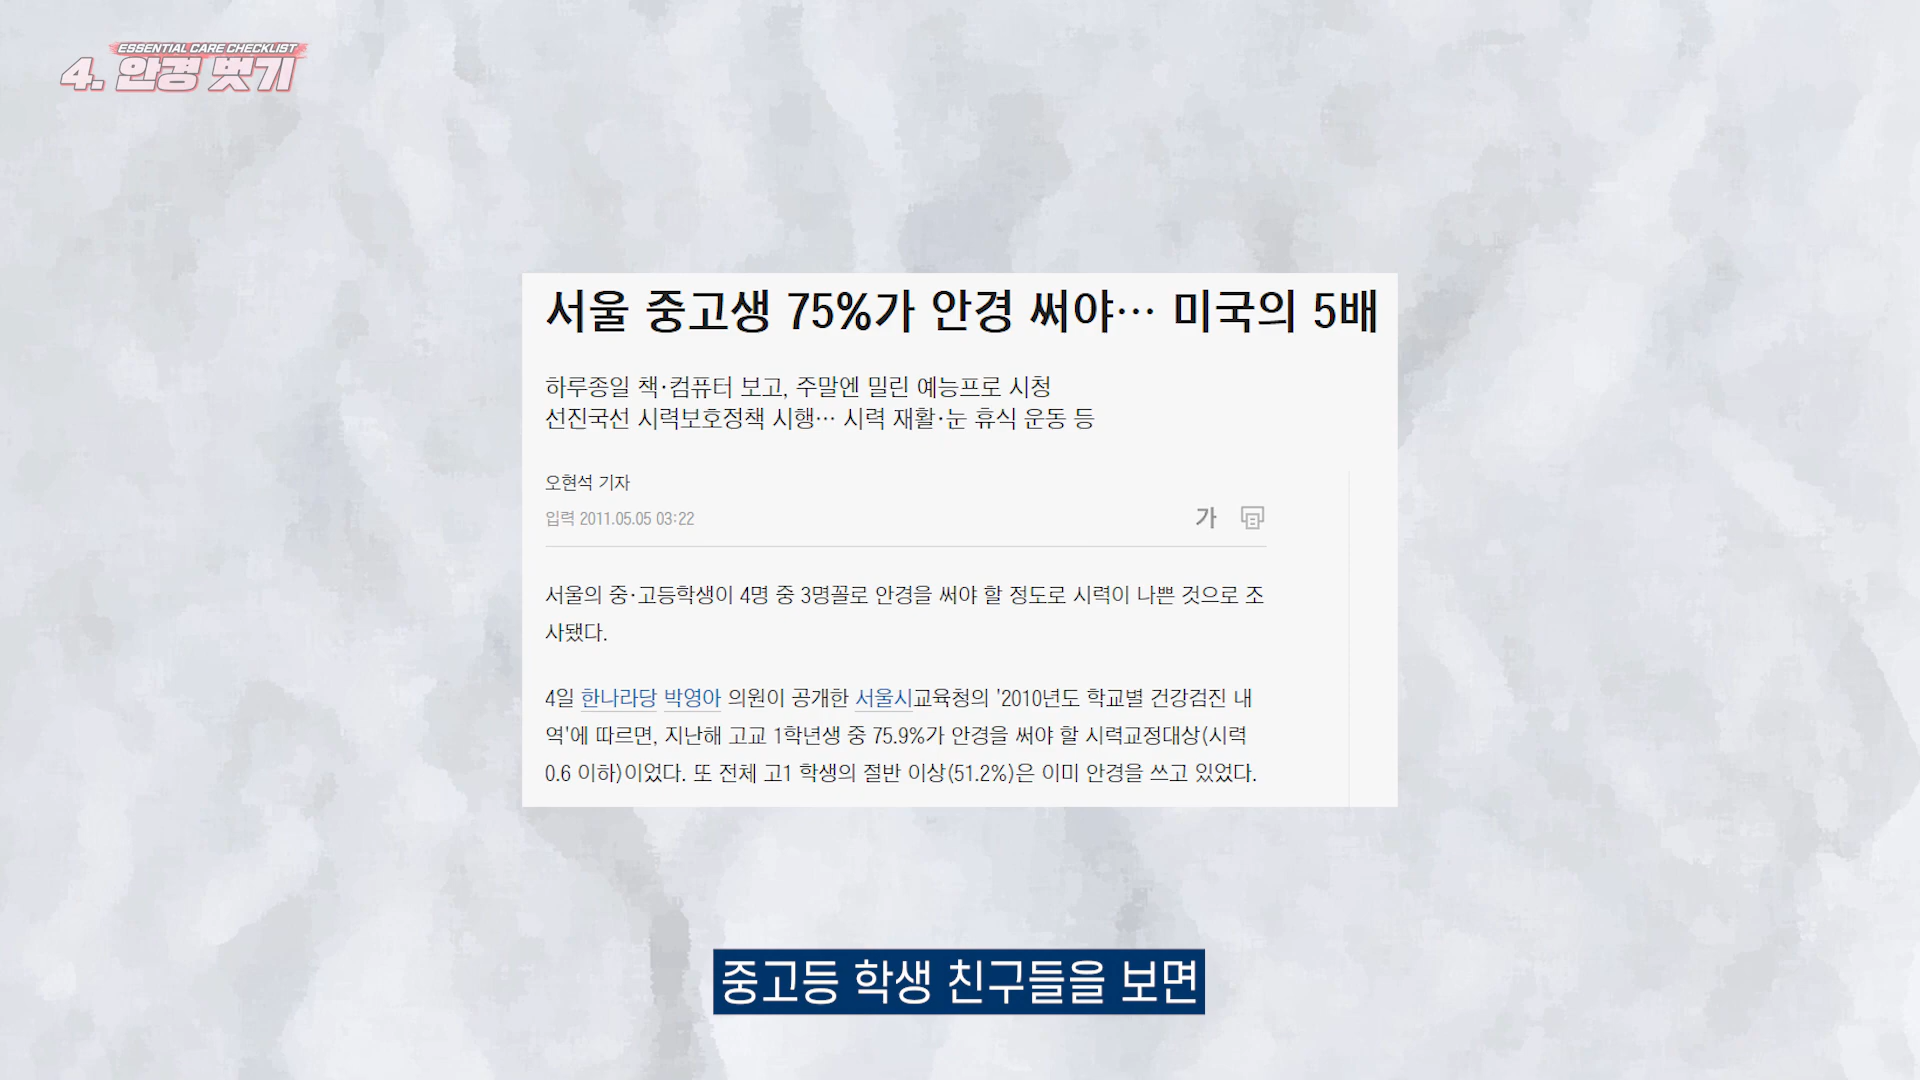 ESSENTIAL CARE CHECKLIST
4. 안경 벗기
서울 중고생 75%가 안경 써야… 미국의 5배
하루종일 책·컴퓨터 보고, 주말엔 밀린 예능프로 시청
선진국선 시력보호정책 시행… 시력 재활·눈 휴식 운동 등
오현석 기자
입력 2011.05.05 03:22
가
서울의 중·고등학생이 4명 중 3명꼴로 안경을 써야 할 정도로 시력이 나쁜 것으로 조
사됐다.
4일 한나라당 박영아 의원이 공개한 서울시교육청의 '2010년도 학교별 건강검진 내
역'에 따르면, 지난해 고교 1학년생 중 75.9%가 안경을 써야 할 시력교정대상(시력
0.6 이하)이었다. 또 전체 고1 학생의 절반 이상(51.2%)은 이미 안경을 쓰고 있었다.
중고등 학생 친구들을 보면